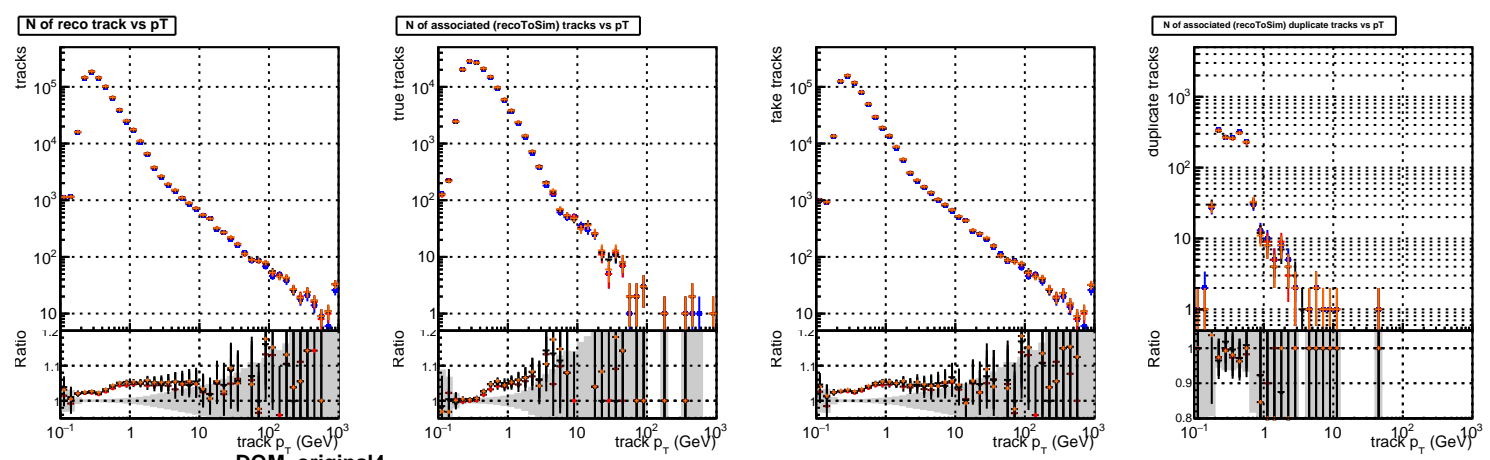 N of reco track vs pT
N of associated (recoToSim) tracks vs pT
N of associated (recoToSim) duplicate tracks vs pT
tracks
10^5
10^4
10^3
10^2
10
Ratio
1.2
1.1
1
10^-1 1 10 10^2 10^3
track p_T (GeV)
true tracks
10^4
10^3
10^2
10
1
Ratio
1.2
1.1
1
10^-1 1 10 10^2 10^3
track p_T (GeV)
fake tracks
10^5
10^4
10^3
10^2
10
Ratio
1.2
1.1
1
10^-1 1 10 10^2 10^3
track p_T (GeV)
duplicate tracks
10^3
10^2
10
1
Ratio
1
0.9
0.8
10^-1 1 10 10^2 10^3
track p_T (GeV)